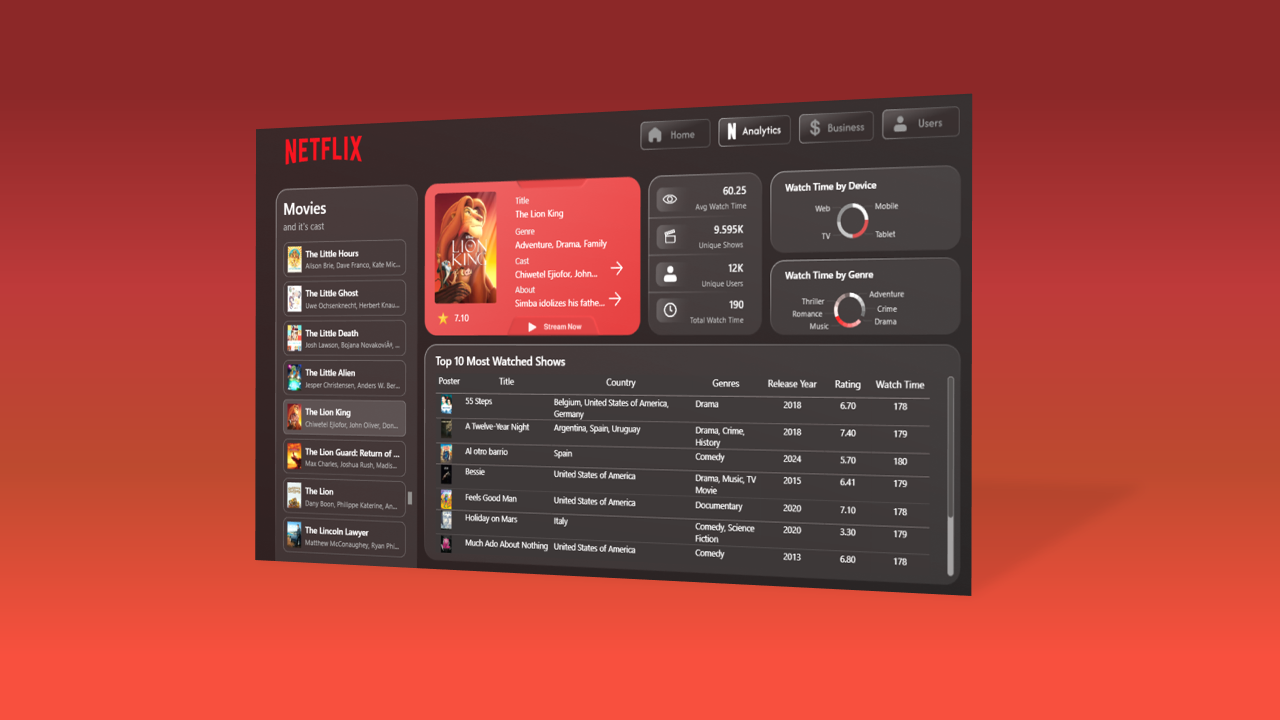 NETFLIX
Home
Analytics
Business
Users
Movies
and it's cast
The Little Hours
Alison Brie, Dave Franco, Kate Mic...
The Little Ghost
Uwe Ochsenknecht, Herbert Knau...
The Little Death
Josh Lawson, Bojana
The Little Alien
Jesper Christensen, Anders W. Ber...
The Lion King
Chiwetel Ejiofor, John Oliver, Don...
The Lion Guard: Return of ...
Max Charles, Joshua Rush, Madis...
The Lion
Dany Boon, Philippe Katerine, An...
The Lincoln Lawyer
Matthew McConaughey, Ryan Phi...
THE
LION
KING
7.10
Title
The Lion King
Genre
Adventure, Drama, Family
Cast
Chiwetel Ejiofor, John...
About
Simba idolizes his fathe...
Stream Now
60.25
Avg Watch Time
9.595K
Unique Shows
12K
Unique Users
190
Total Watch Time
Watch Time by Device
Web
Mobile
TV
Tablet
Watch Time by Genre
Thriller
Adventure
Romance
Crime
Music
Drama
Top 10 Most Watched Shows
Poster Title Country Genres Release Year Rating Watch Time
55 Steps Belgium, United States of America, Drama 2018 6.70 178
Germany
A Twelve-Year Night Argentina, Spain, Uruguay Drama, Crime, 2018 7.40 179
History
Al otro barrio Spain Comedy 2024 5.70 180
Bessie United States of America Drama, Music, TV 2015 6.41 179
Movie
Feels Good Man United States of America Documentary 2020 7.10 178
Holiday on Mars Italy Comedy, Science 2020 3.30 179
Fiction
Much Ado About Nothing United States of America Comedy 2013 6.80 178